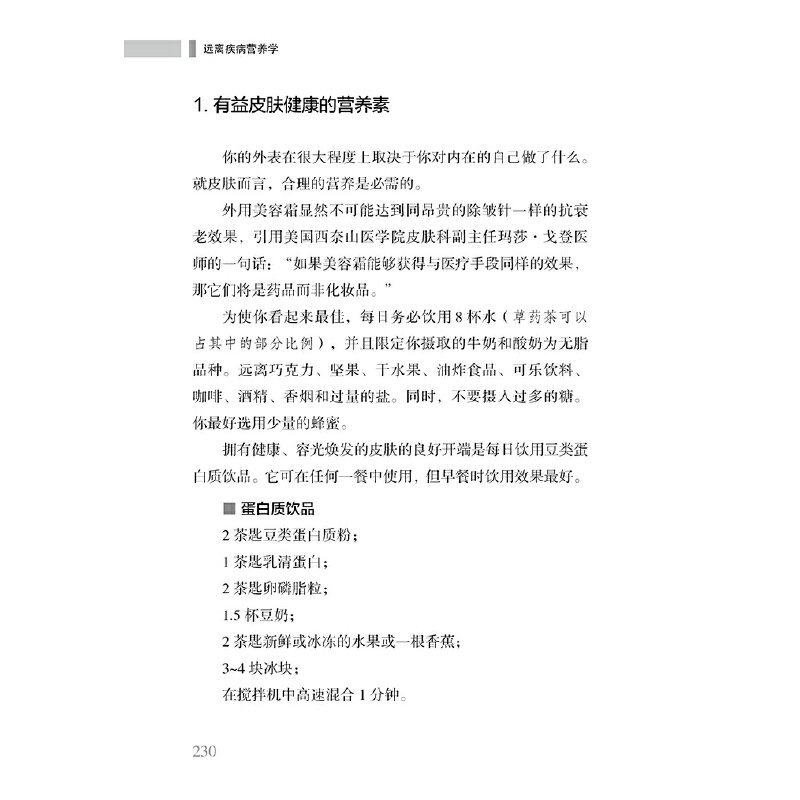 远离疾病营养学
1. 有益皮肤健康的营养素
你的外表在很大程度上取决于你对内在的自己做了什么。
就皮肤而言，合理的营养是必需的。
外用美容霜显然不可能达到同昂贵的除皱针一样的抗衰
老效果，引用美国西奈山医学院皮肤科副主任玛莎·戈登医
师的一句话：“如果美容霜能够获得与医疗手段同样的效果，
那它们将是药品而非化妆品。”
为使你看起来最佳，每日务必饮用 8 杯水（草药茶可以
占其中的部分比例），并且限定你摄取的牛奶和酸奶为无脂
品种。远离巧克力、坚果、干水果、油炸食品、可乐饮料、
咖啡、酒精、香烟和过量的盐。同时，不要摄入过多的糖。
你最好选用少量的蜂蜜。
拥有健康、容光焕发的皮肤的良好开端是每日饮用豆类蛋
白质饮品。它可在任何一餐中使用，但早餐时饮用效果最好。
■ 蛋白质饮品
2 茶匙豆类蛋白质粉；
1 茶匙乳清蛋白；
2 茶匙卵磷脂粒；
1.5 杯豆奶；
2 茶匙新鲜或冰冻的水果或一根香蕉；
3~4 块冰块；
在搅拌机中高速混合 1 分钟。
230